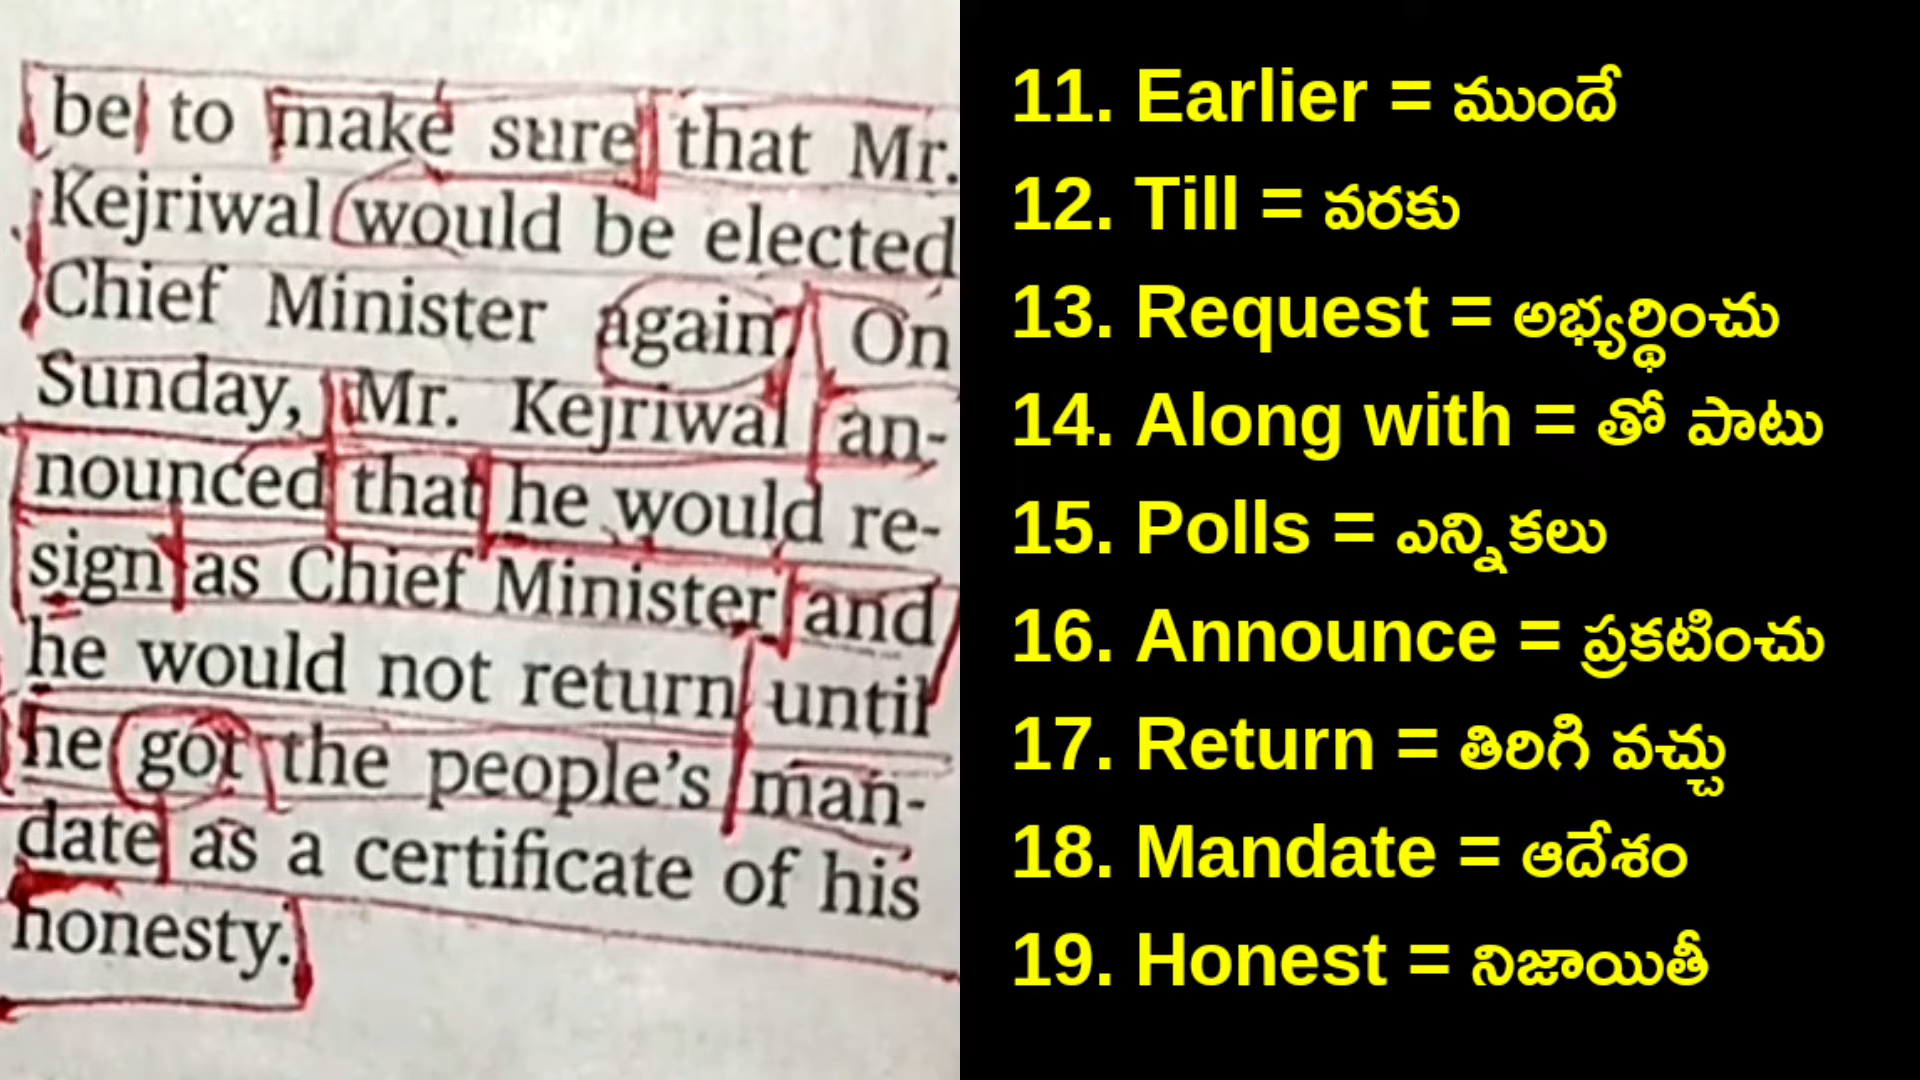 be to make sure that Mr.
Kejriwal would be elected
Chief Minister again. On
Sunday, Mr. Kejriwal an-
nounced that he would re-
sign as Chief Minister and
he would not return until
he got the people's man-
date as a certificate of his
honesty.
11. Earlier = ముందే
12. Till = వరకు
13. Request = అభ్యర్థించు
14. Along with = తో పాటు
15. Polls = ఎన్నికలు
16. Announce = ప్రకటించు
17. Return = తిరిగి వచ్చు
18. Mandate = ఆదేశం
19. Honest = నిజాయితీ